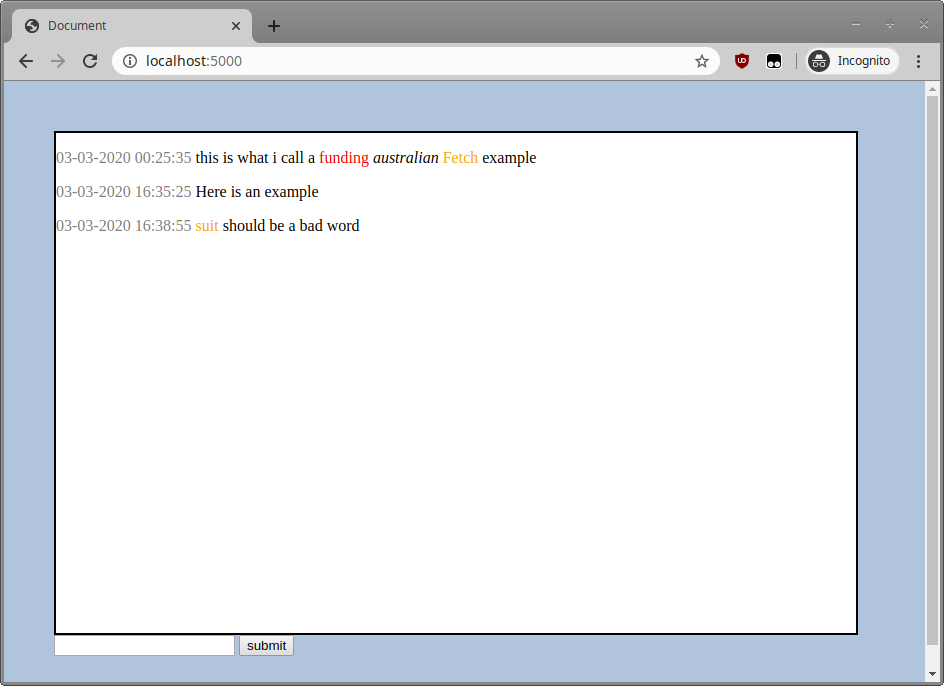 Document
localhost:5000
Incognito
03-03-2020 00:25:35 this is what i call a funding australian Fetch example
03-03-2020 16:35:25 Here is an example
03-03-2020 16:38:55 suit should be a bad word
submit